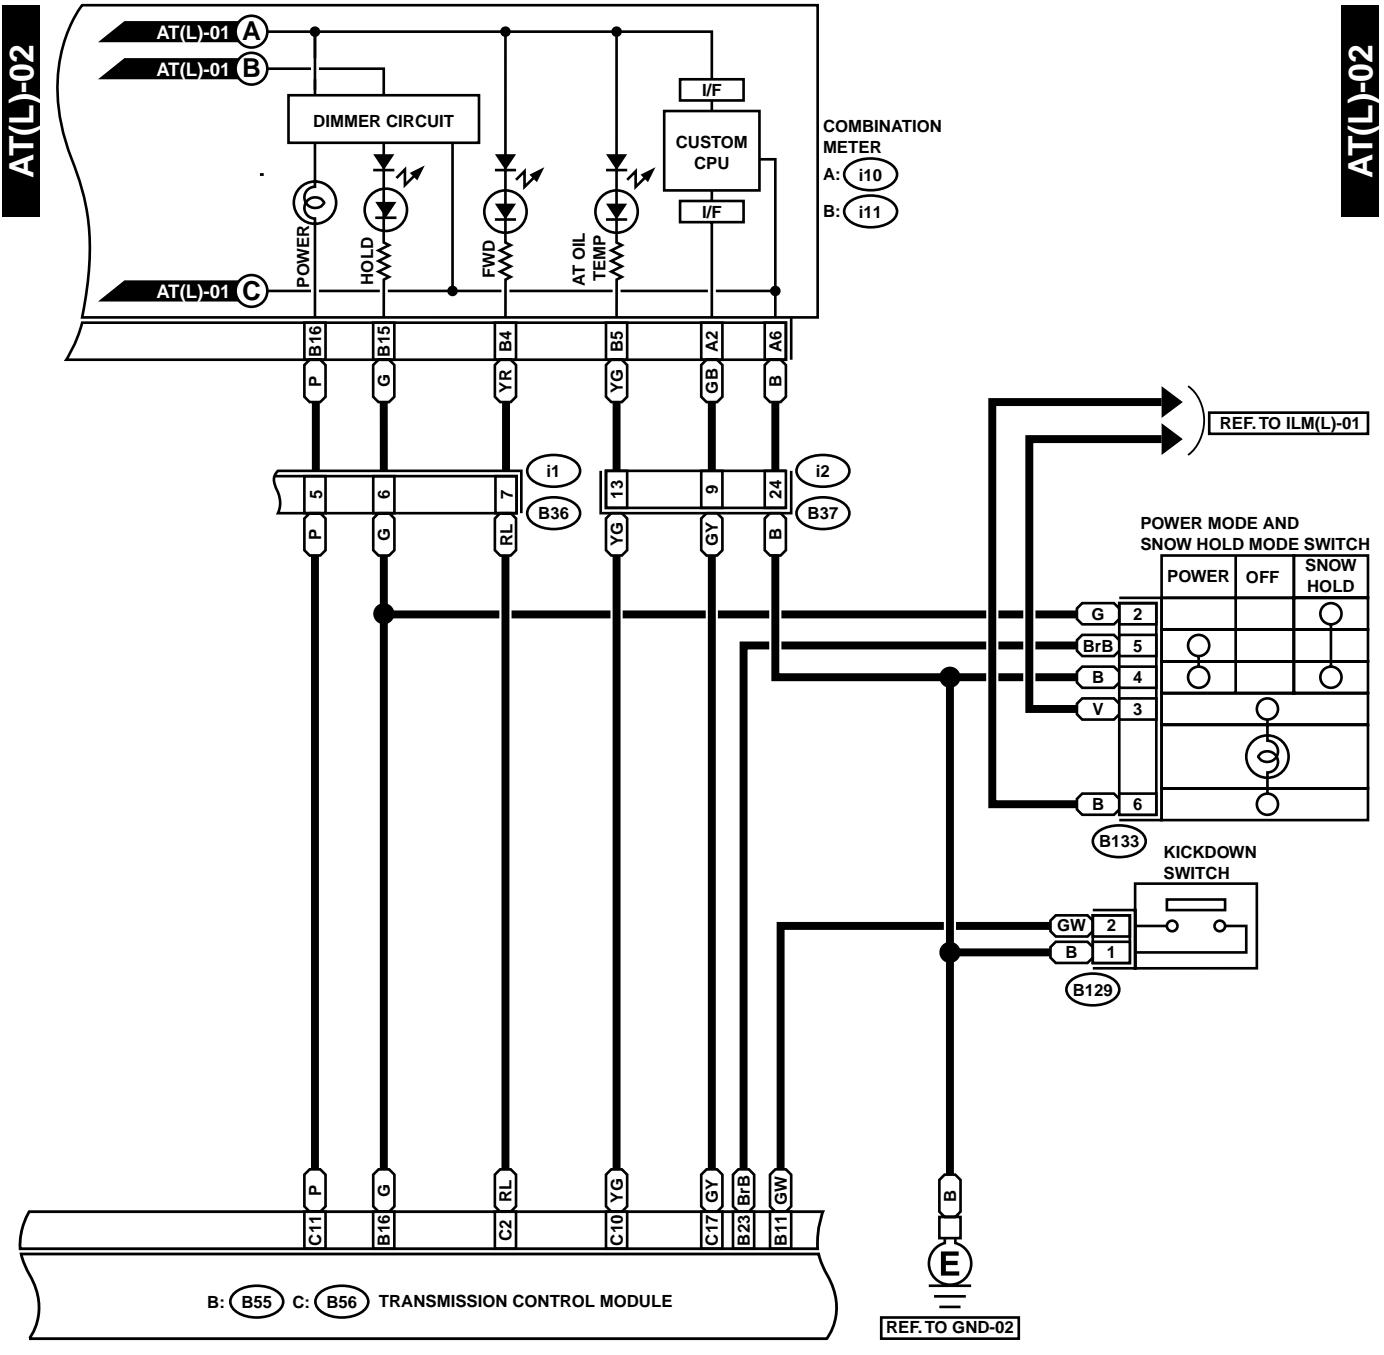 AT(L)-02
AT(L)-02
AT(L)-01 A
AT(L)-01 B
I/F
DIMMER CIRCUIT
CUSTOM
CPU
COMBINATION
METER
A: i10
B: i11
I/F
POWER
HOLD
FWD
AT OIL
TEMP
AT(L)-01 C
B16 B15 B4 B5 A2 A6
P G YR YG GB B
REF. TO ILM(L)-01
i1
i2
5 6 7 13 9 24
B36
B37
P G RL YG GY B
POWER MODE AND
SNOW HOLD MODE SWITCH
POWER OFF SNOW
HOLD
G 2
BrB 5
B 4
V 3
B 6
B133
KICKDOWN
SWITCH
GW 2
B 1
B129
P G RL YG GY BrB GW B
C11 B16 C2 C10 C17 B23 B11
E
B: B55 C: B56 TRANSMISSION CONTROL MODULE
REF. TO GND-02